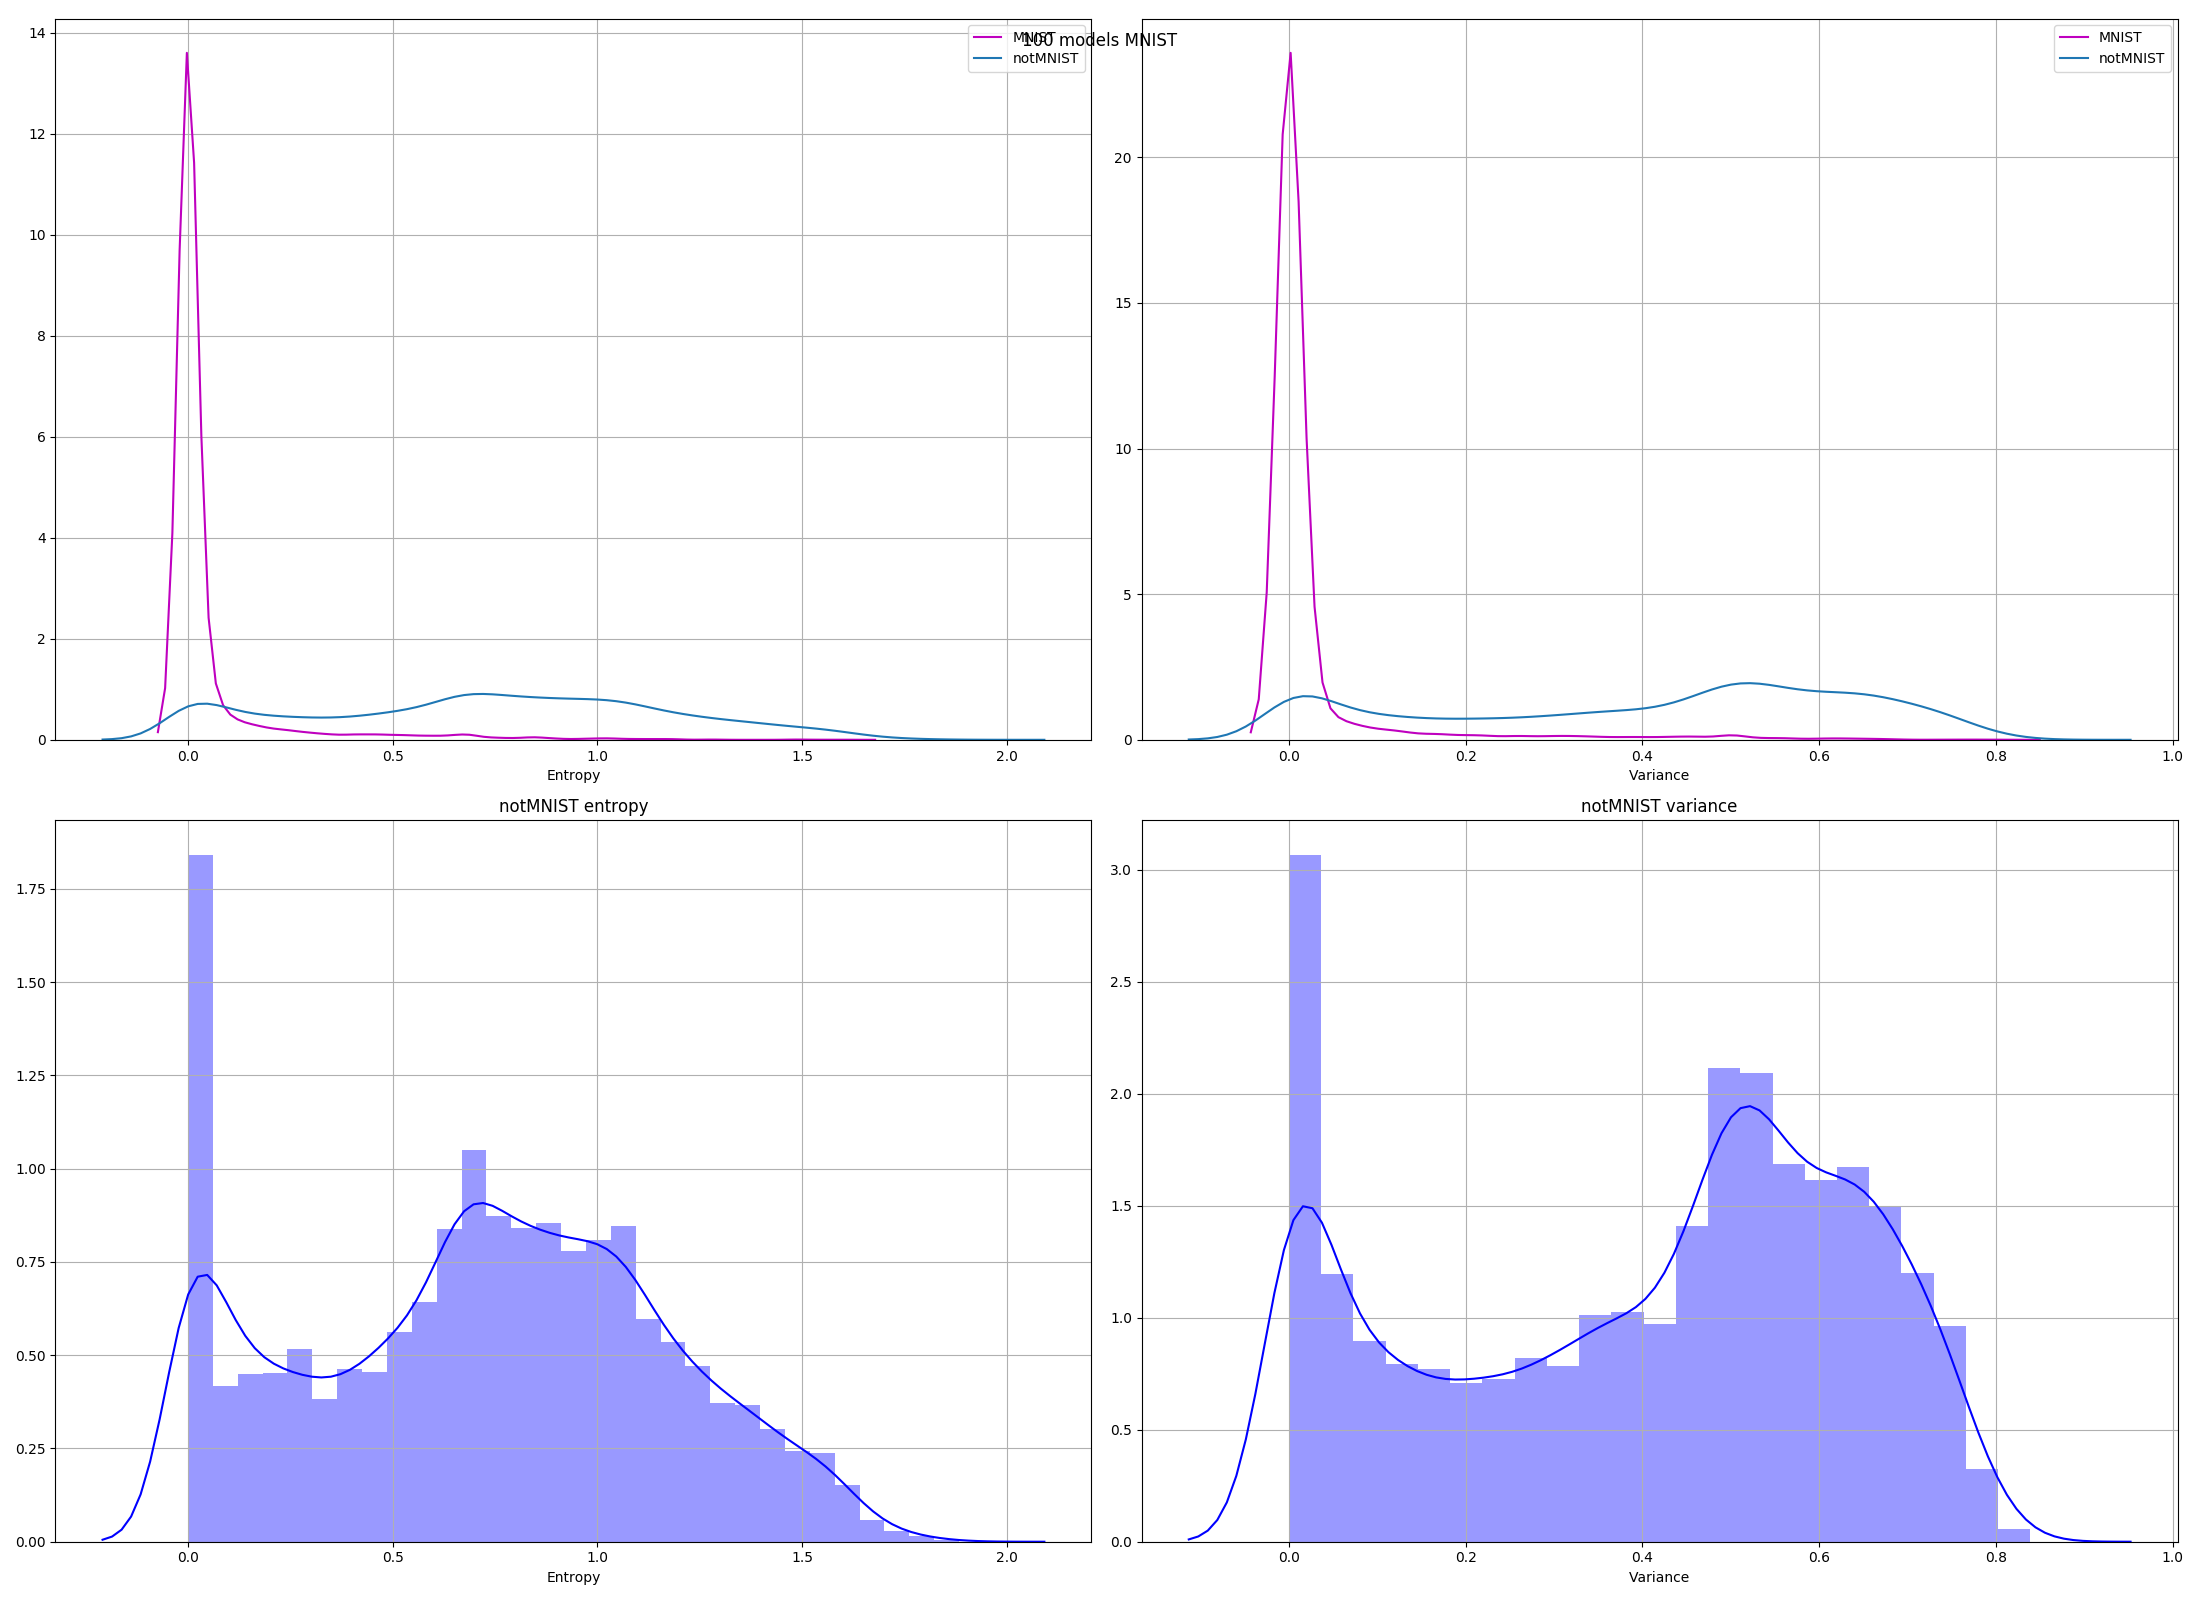 100 models MNIST
14
12
10
8
6
4
2
0
MNIST
notMNIST
0.0 0.5 1.0 1.5 2.0
Entropy
20
15
10
5
0
MNIST
notMNIST
0.0 0.2 0.4 0.6 0.8 1.0
Variance
notMNIST entropy
1.75
1.50
1.25
1.00
0.75
0.50
0.25
0.00
0.0 0.5 1.0 1.5 2.0
Entropy
notMNIST variance
3.0
2.5
2.0
1.5
1.0
0.5
0.0
0.0 0.2 0.4 0.6 0.8 1.0
Variance